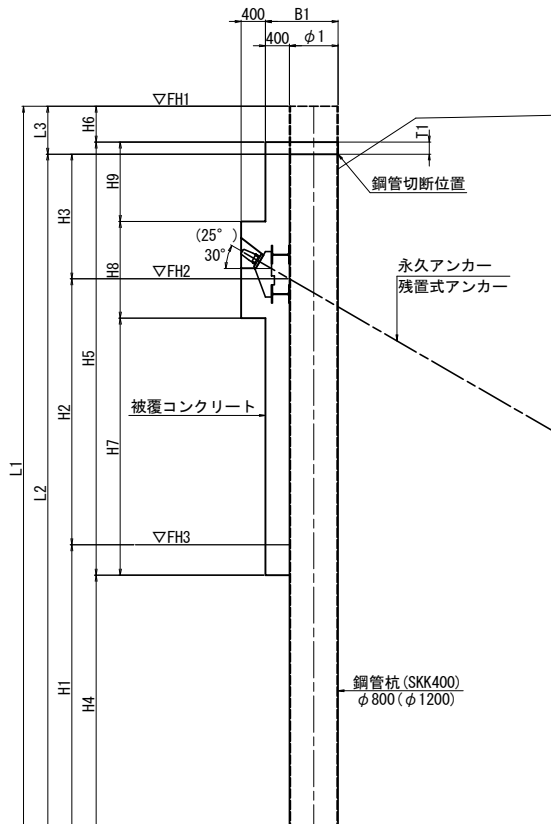 400
B1
400
φ1
▽FH1
L3
H6
T1
鋼管切断位置
H9
H3
(25°)
30°
H8
▽FH2
永久アンカー
残置式アンカー
H5
H2
被覆コンクリート
H7
L1
L2
▽FH3
鋼管杭(SKK400)
φ800(φ1200)
H1
H4